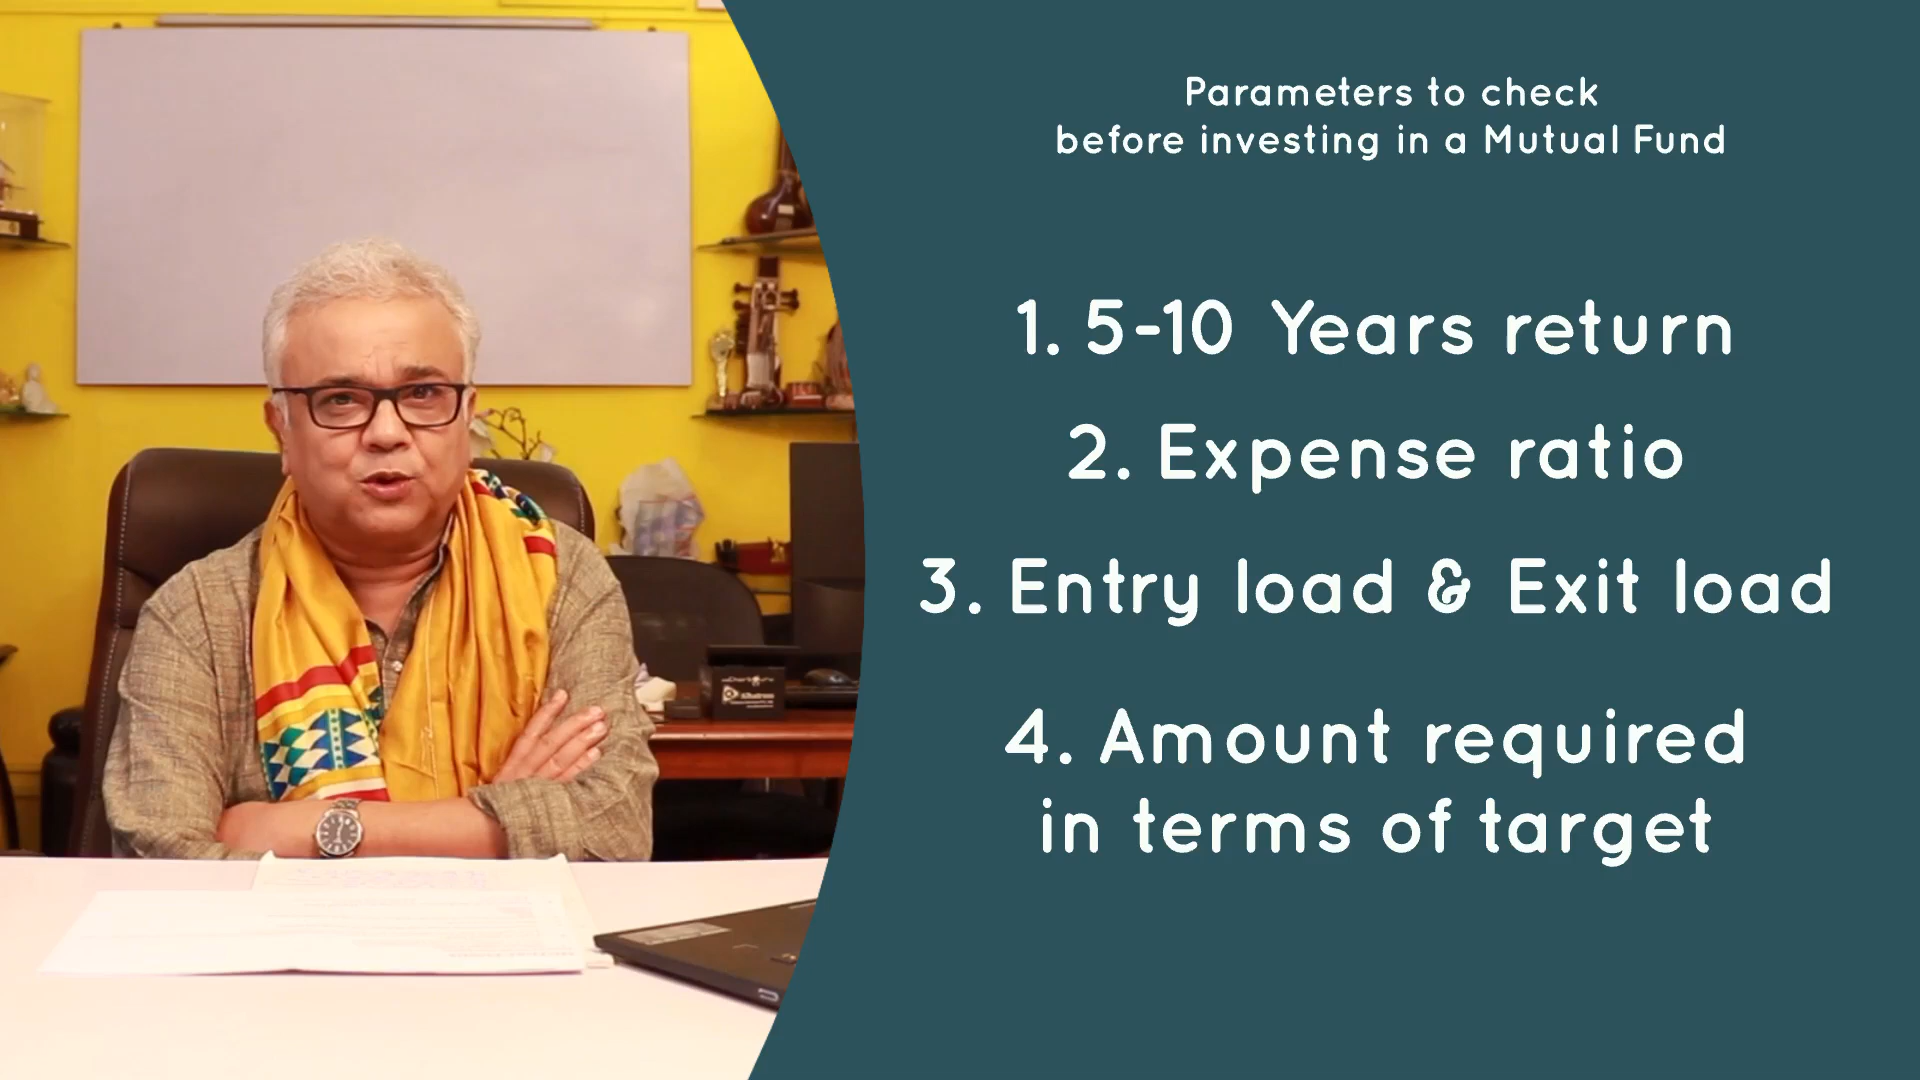 Parameters to check
before investing in a Mutual Fund
1. 5-10 Years return
2. Expense ratio
3. Entry load & Exit load
4. Amount required
in terms of target